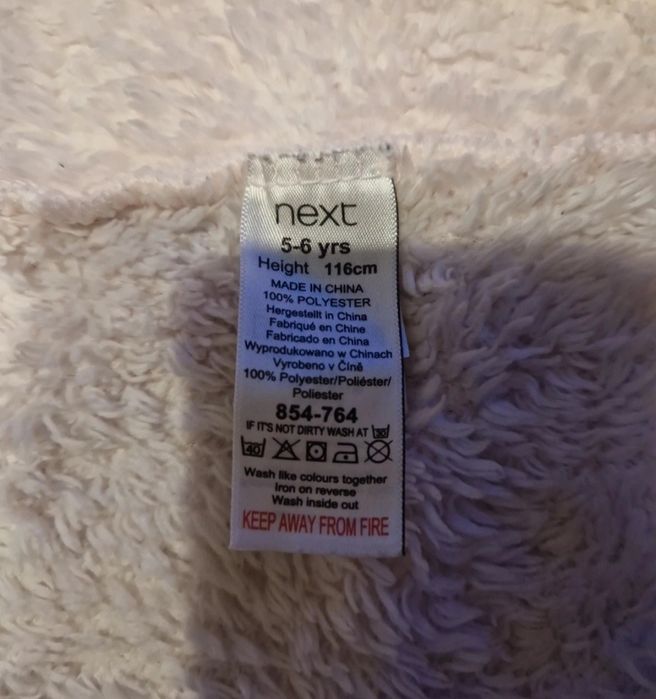 next
5-6 yrs
Height 116cm
MADE IN CHINA
100% POLYESTER
Hergestellt in China
Fabriqué en Chine
Fabricado en China
Wyprodukowano w Chinach
Vyrobeno v Číně
100% Polyester/Poliéster/
Poliester
854-764
IF IT'S NOT DIRTY WASH AT 30
40
Wash like colours together
Iron on reverse
Wash inside out
KEEP AWAY FROM FIRE